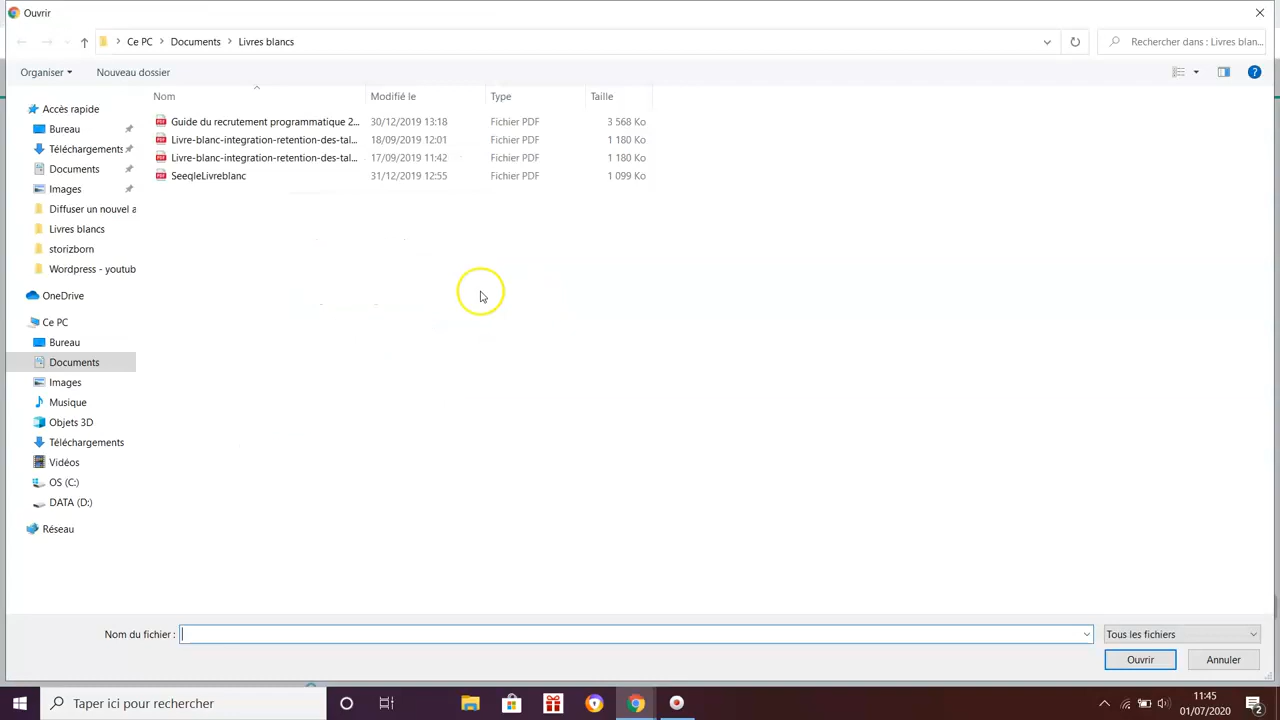 Ouvrir
Ce PC Documents Livres blancs
Rechercher dans : Livres blan...
Organiser Nouveau dossier
Nom Modifié le Type Taille
Guide du recrutement programmatique 2... 30/12/2019 13:18 Fichier PDF 3 568 Ko
Livre-blanc-integration-retention-des-tal... 18/09/2019 12:01 Fichier PDF 1 180 Ko
Livre-blanc-integration-retention-des-tal... 17/09/2019 11:42 Fichier PDF 1 180 Ko
SeeqleLivreblanc 31/12/2019 12:55 Fichier PDF 1 099 Ko
Accès rapide
Bureau
Téléchargements
Documents
Images
Diffuser un nouvel a
Livres blancs
storizborn
Wordpress - youtub
OneDrive
Ce PC
Bureau
Documents
Images
Musique
Objets 3D
Téléchargements
Vidéos
OS (C:)
DATA (D:)
Réseau
Nom du fichier :
Tous les fichiers
Ouvrir Annuler
Taper ici pour rechercher
11:45
01/07/2020
2